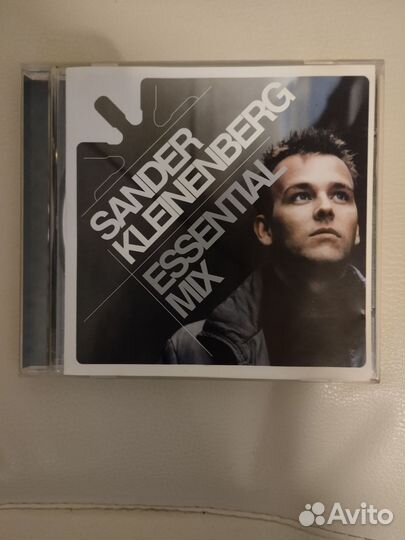 SANDER
KLEINENBERG
ESSENTIAL
MIX
Avito